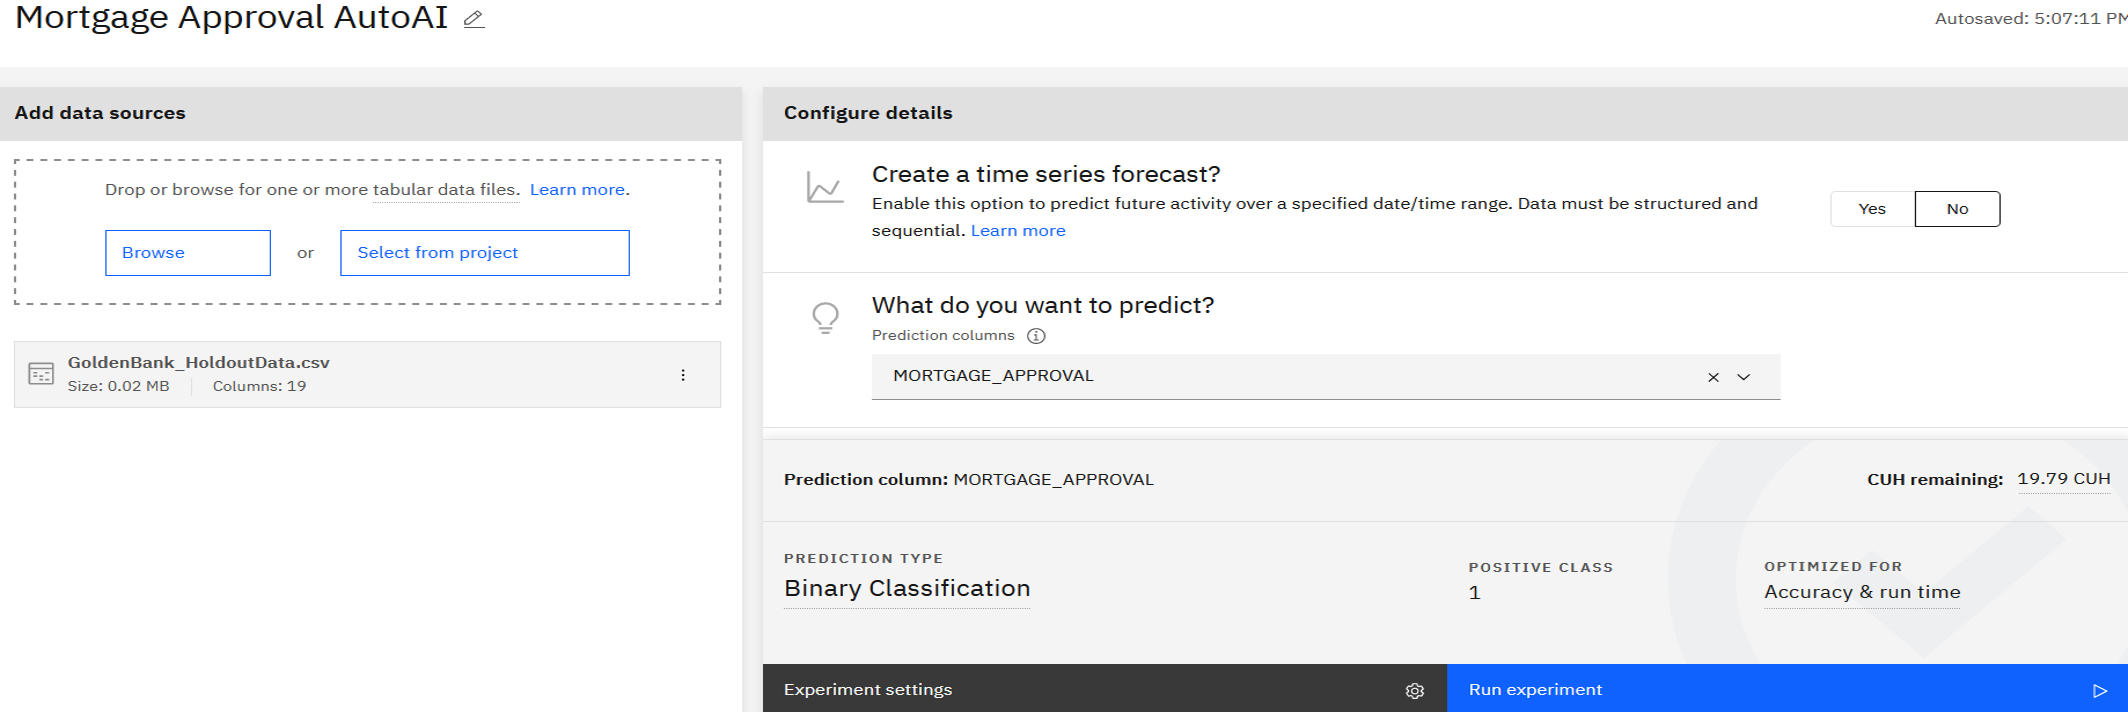 Mortgage Approval AutoAI
Autosaved: 5:07:11 PM
Add data sources
Drop or browse for one or more tabular data files. Learn more.
Browse or Select from project
GoldenBank_HoldoutData.csv
Size: 0.02 MB Columns: 19
Configure details
Create a time series forecast?
Enable this option to predict future activity over a specified date/time range. Data must be structured and
sequential. Learn more
Yes No
What do you want to predict?
Prediction columns
MORTGAGE_APPROVAL
Prediction column: MORTGAGE_APPROVAL
CUH remaining: 19.79 CUH
PREDICTION TYPE
Binary Classification
POSITIVE CLASS
1
OPTIMIZED FOR
Accuracy & run time
Experiment settings
Run experiment